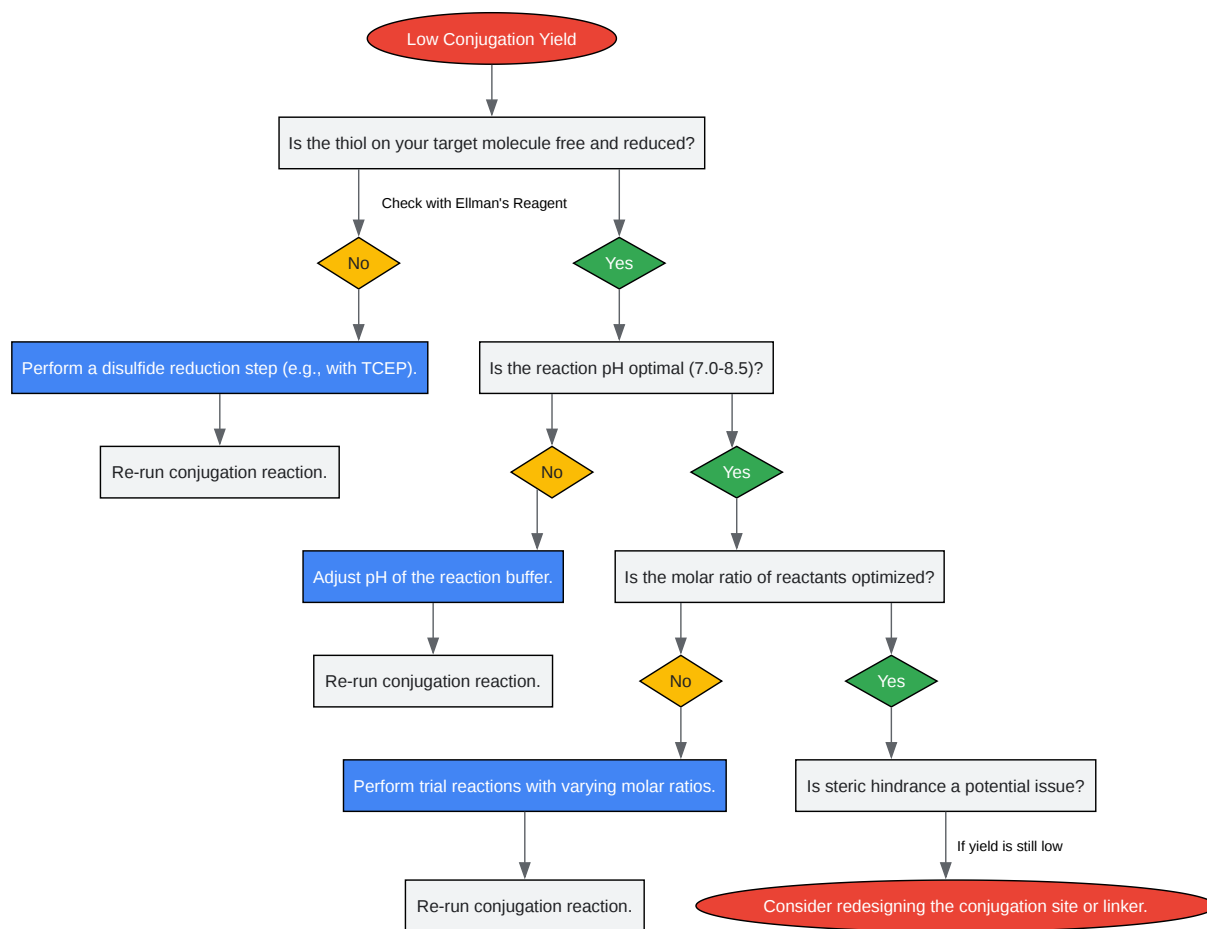 Low Conjugation Yield
Is the thiol on your target molecule free and reduced?
Check with Ellman's Reagent
No
Yes
Perform a disulfide reduction step (e.g., with TCEP).
Is the reaction pH optimal (7.0-8.5)?
Re-run conjugation reaction.
No
Yes
Adjust pH of the reaction buffer.
Is the molar ratio of reactants optimized?
Re-run conjugation reaction.
No
Yes
Perform trial reactions with varying molar ratios.
Is steric hindrance a potential issue?
If yield is still low
Re-run conjugation reaction.
Consider redesigning the conjugation site or linker.